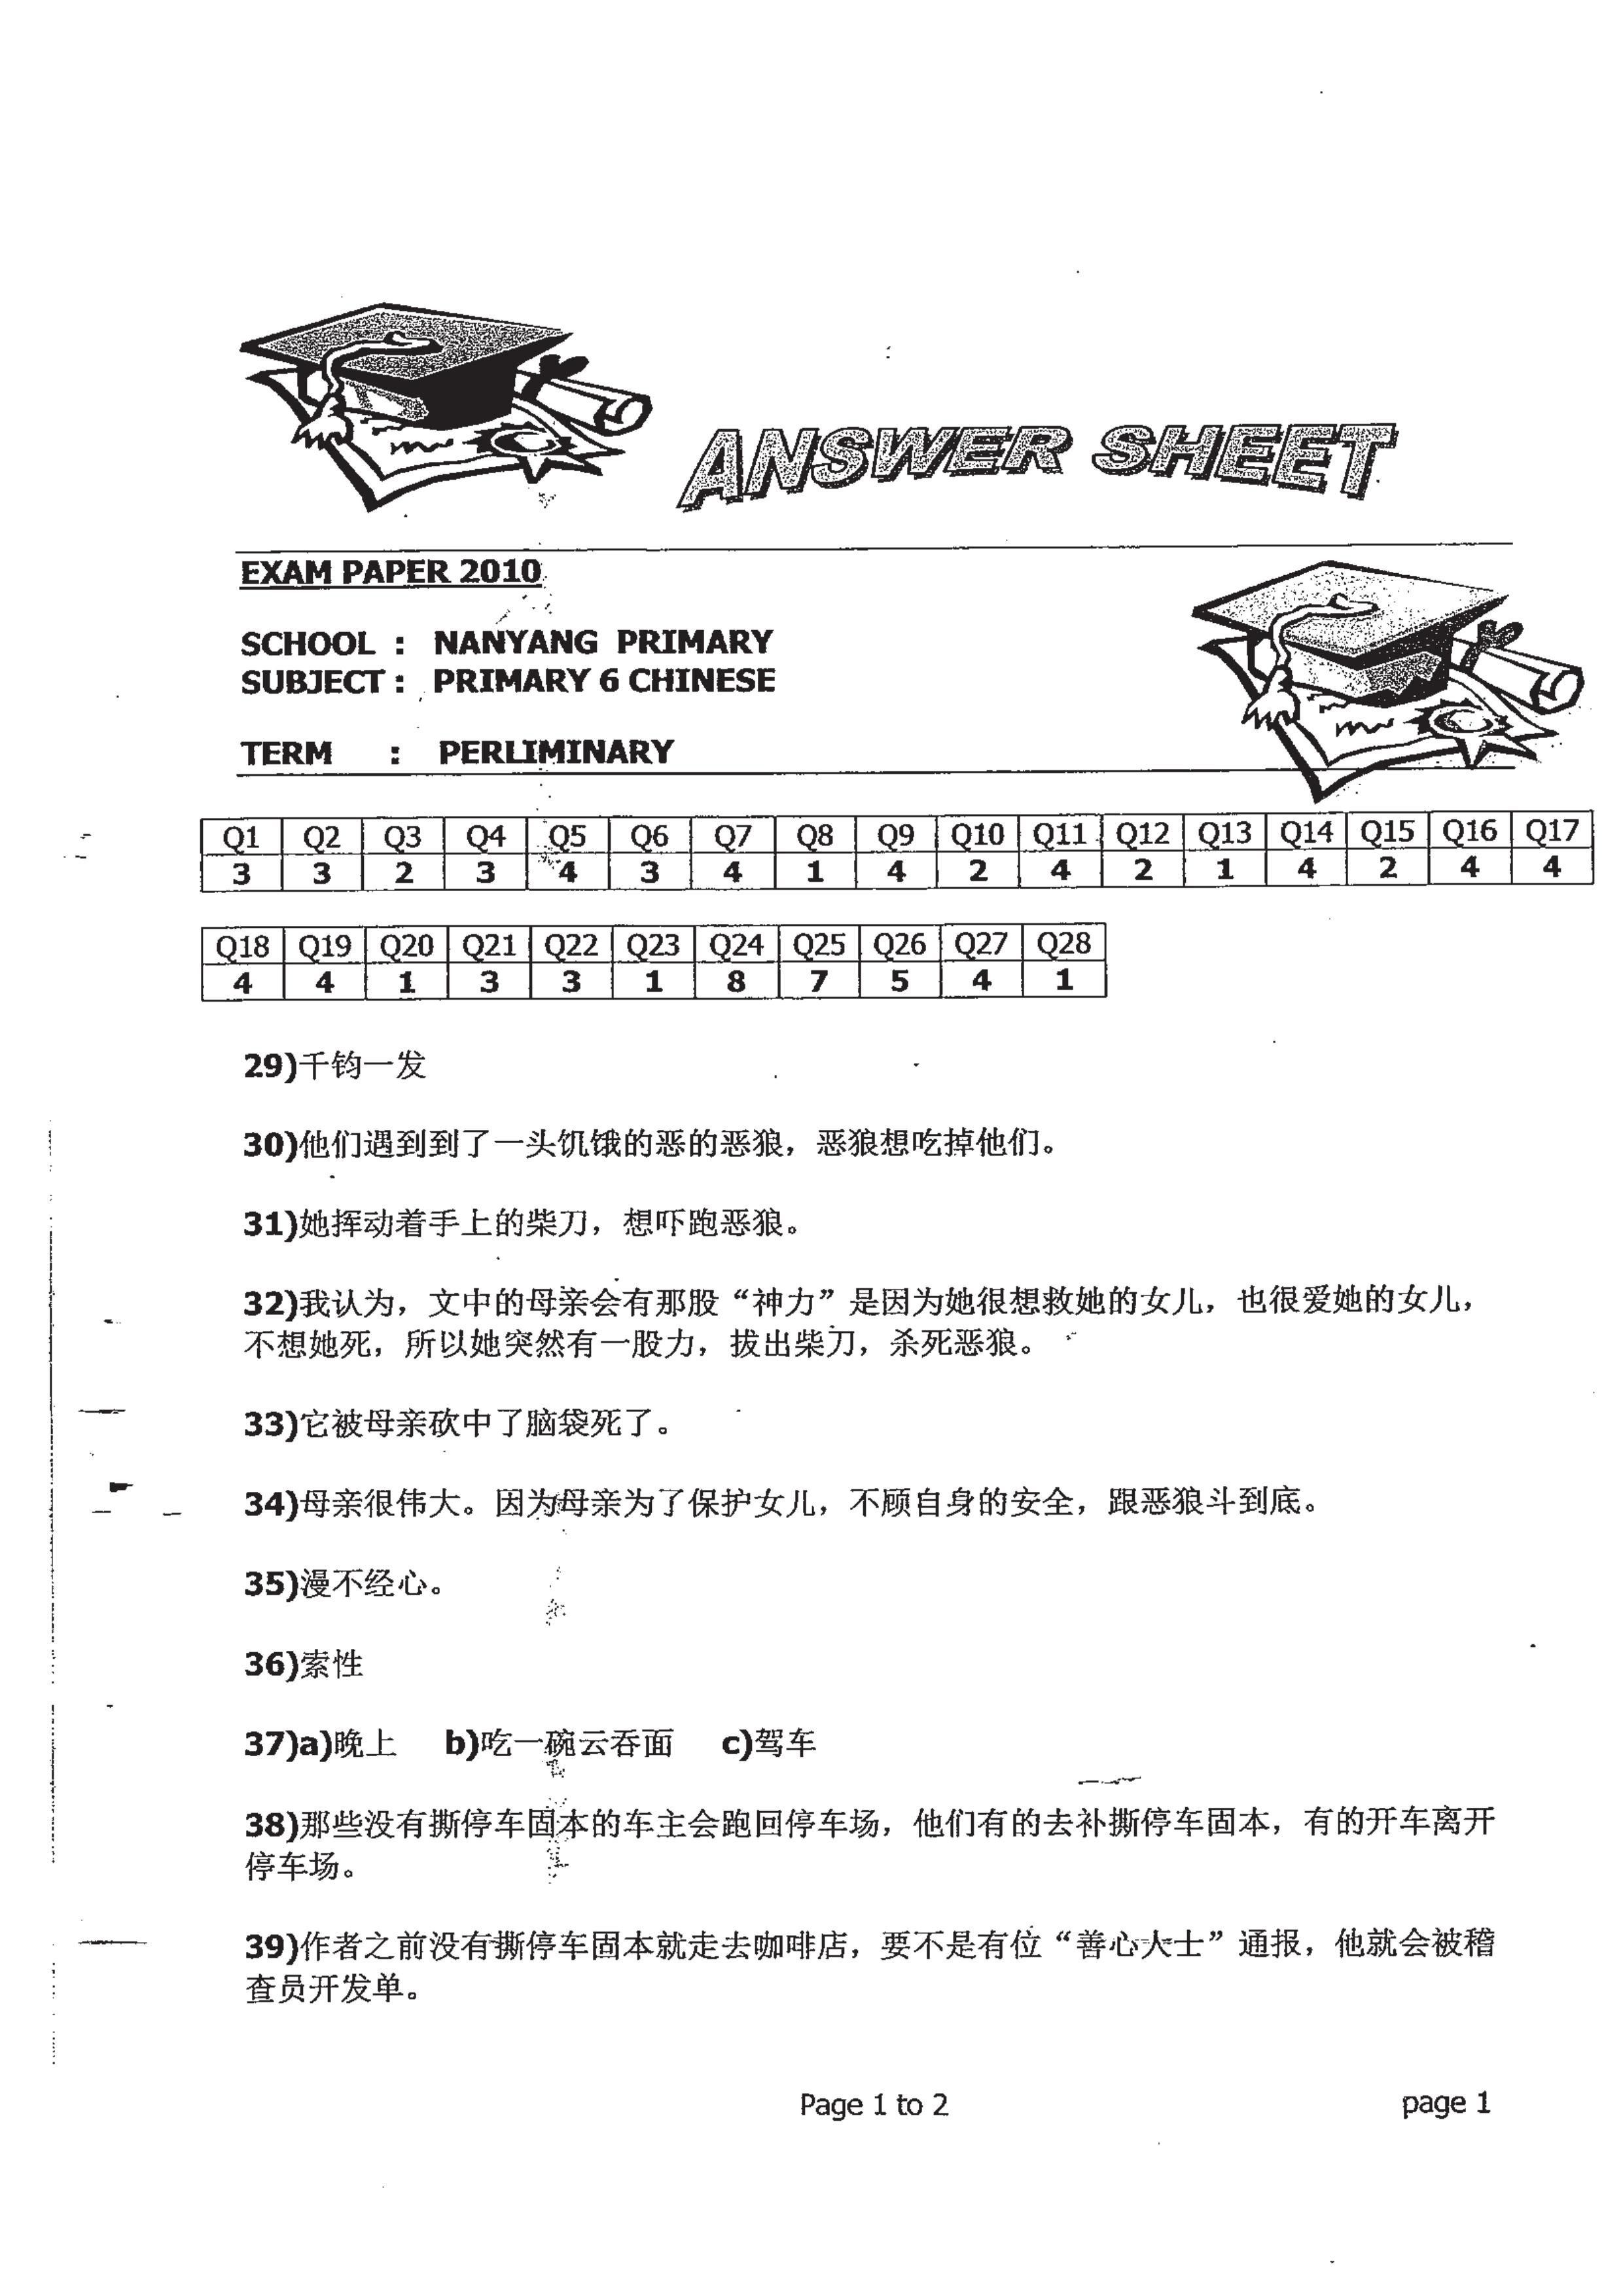 ANSWER SHEET
EXAM PAPER 2010
SCHOOL : NANYANG PRIMARY
SUBJECT : PRIMARY 6 CHINESE
TERM : PERLIMINARY
Q1 Q2 Q3 Q4 Q5 Q6 Q7 Q8 Q9 Q10 Q11 Q12 Q13 Q14 Q15 Q16 Q17
3 3 2 3 4 3 4 1 4 2 4 2 1 4 2 4 4
Q18 Q19 Q20 Q21 Q22 Q23 Q24 Q25 Q26 Q27 Q28
4 4 1 3 3 1 8 7 5 4 1
29)千钧一发
30)他们遇到到了一头饥饿的恶的恶狼，恶狼想吃掉他们。
31)她挥动着手上的柴刀，想吓跑恶狼。
32)我认为，文中的母亲会有那股“神力”是因为她很想救她的女儿，也很爱她的女儿，
不想她死，所以她突然有一股力，拔出柴刀，杀死恶狼。
33)它被母亲砍中了脑袋死了。
34)母亲很伟大。因为母亲为了保护女儿，不顾自身的安全，跟恶狼斗到底。
35)漫不经心。
36)索性
37)a)晚上 b)吃一碗云吞面 c)驾车
38)那些没有撕停车固本的车主会跑回停车场，他们有的去补撕停车固本，有的开车离开
停车场。
39)作者之前没有撕停车固本就走去咖啡店，要不是有位“善心人士”通报，他就会被稽
查员开发单。
Page 1 to 2 page 1